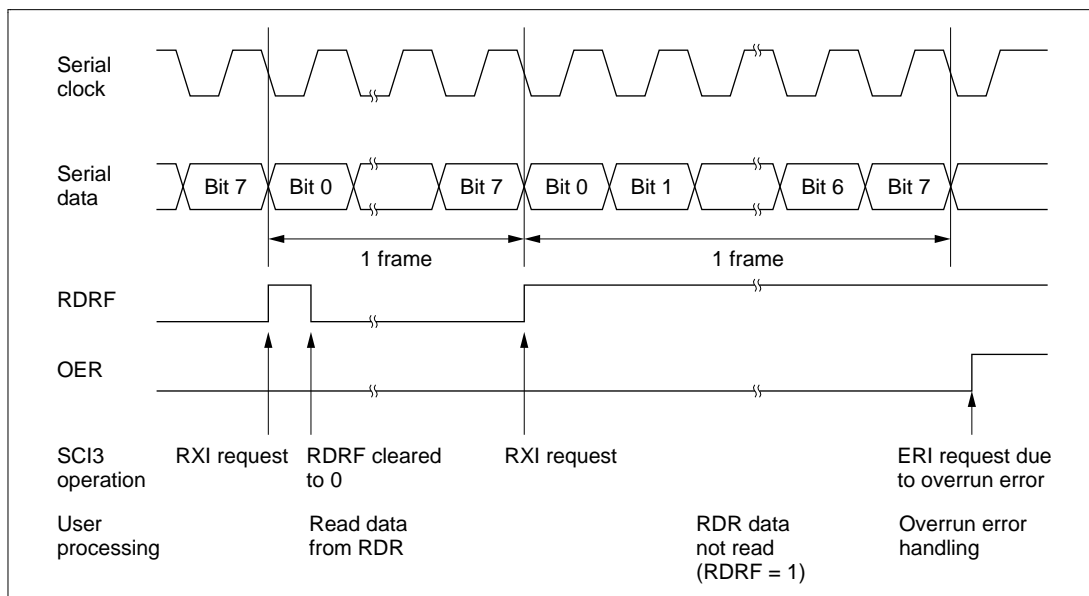 Serial
clock
Serial
data
Bit 7 Bit 0 Bit 7 Bit 0 Bit 1 Bit 6 Bit 7
1 frame 1 frame
RDRF
OER
SCI3
operation
RXI request
RDRF cleared
to 0
RXI request
ERI request due
to overrun error
User
processing
Read data
from RDR
RDR data
not read
(RDRF = 1)
Overrun error
handling